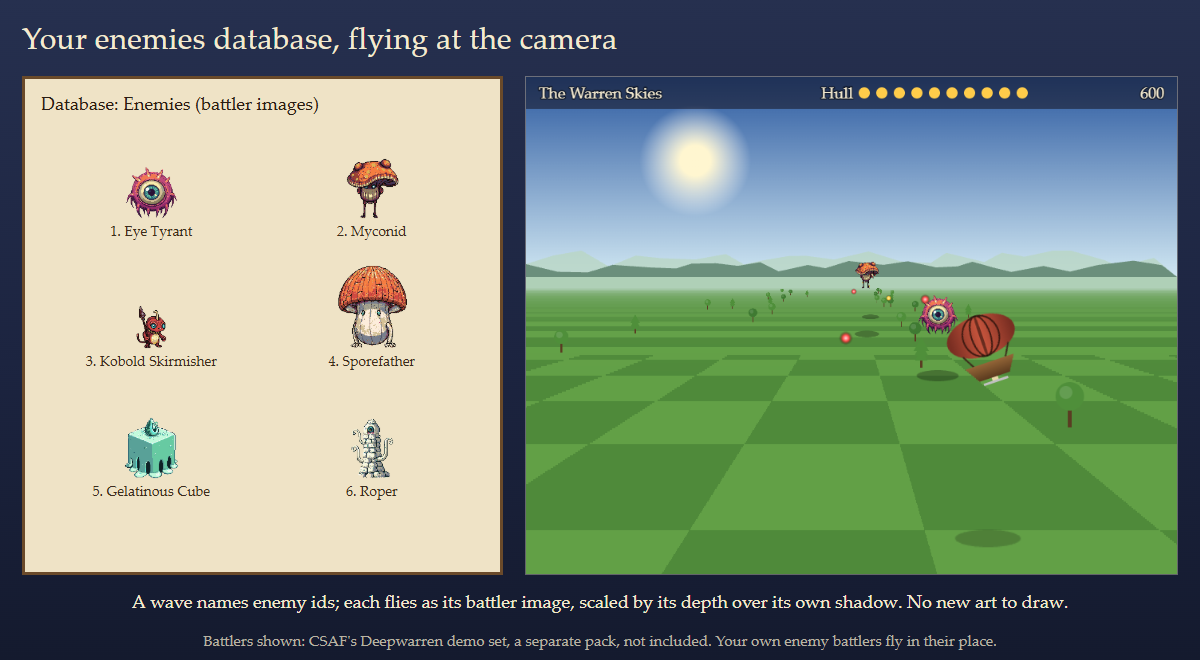 Your enemies database, flying at the camera
Database: Enemies (battler images)
1. Eye Tyrant
2. Myconid
3. Kobold Skirmisher
4. Sporefather
5. Gelatinous Cube
6. Roper
The Warren Skies
Hull
600
A wave names enemy ids; each flies as its battler image, scaled by its depth over its own shadow. No new art to draw.
Battlers shown: CSAF's Deepwarren demo set, a separate pack, not included. Your own enemy battlers fly in their place.